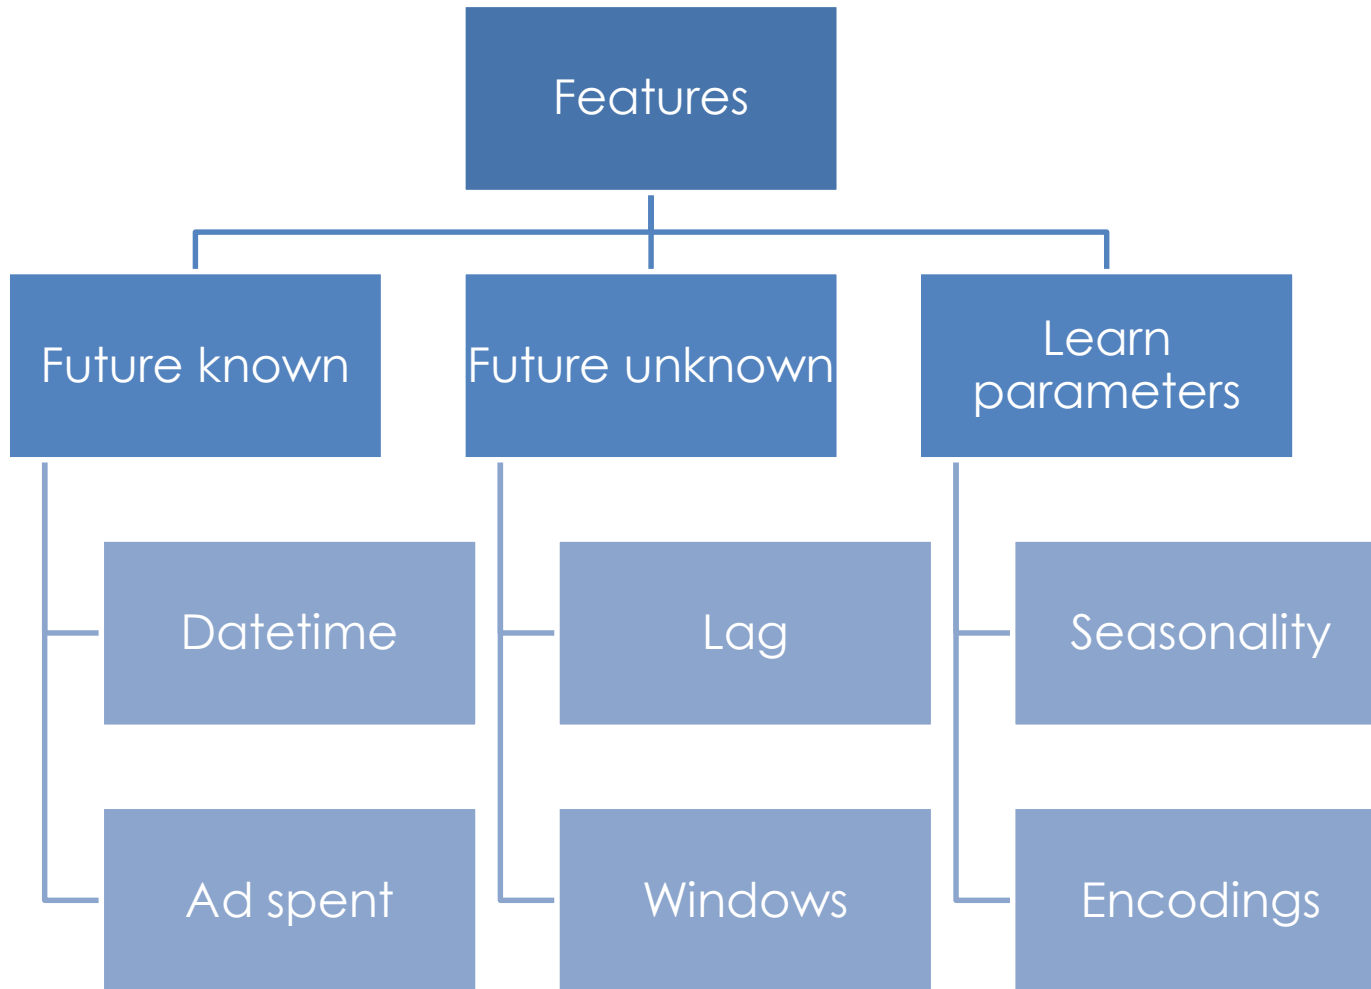 Features
Future known
Future unknown
Learn
parameters
Datetime
Lag
Seasonality
Ad spent
Windows
Encodings